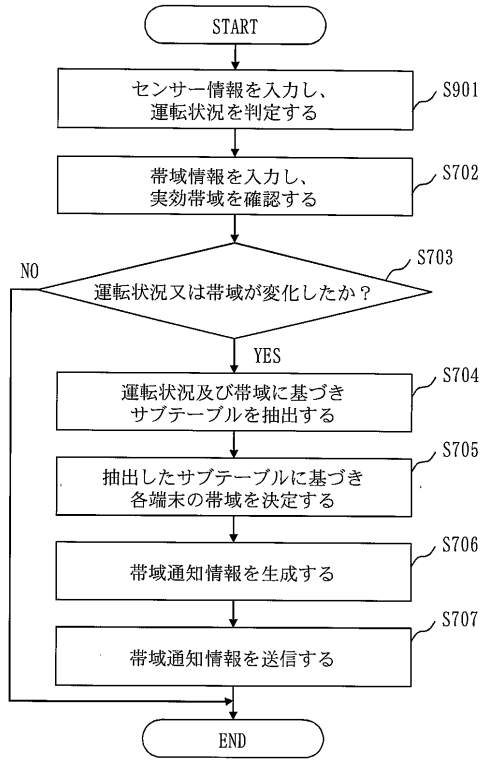 START
センサー情報を入力し、
運転状況を判定する
S901
帯域情報を入力し、
実効帯域を確認する
S702
運転状況又は帯域が変化したか？
S703
NO
YES
運転状況及び帯域に基づき
サブテーブルを抽出する
S704
抽出したサブテーブルに基づき
各端末の帯域を決定する
S705
帯域通知情報を生成する
S706
帯域通知情報を送信する
S707
END